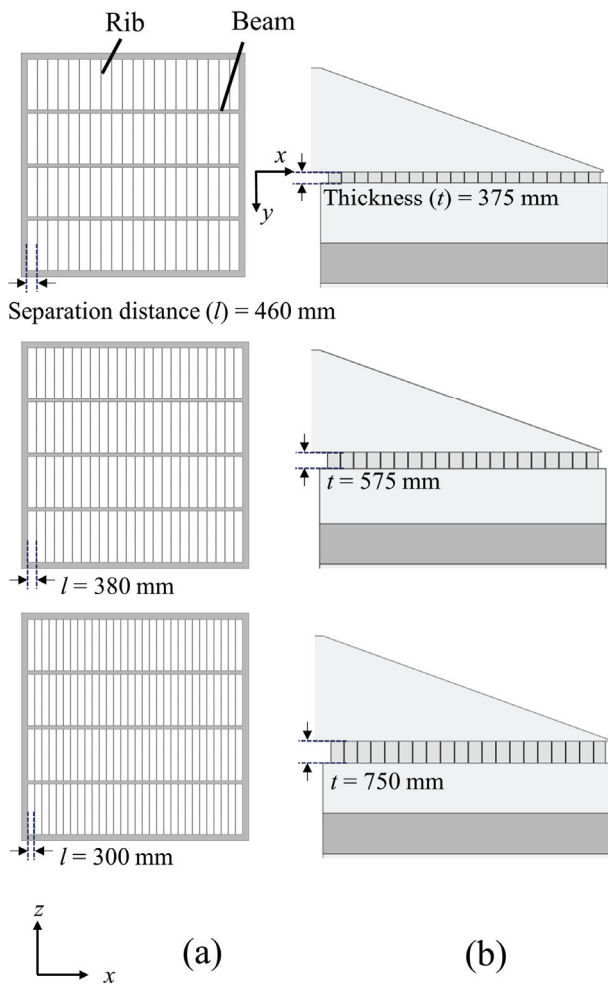 Rib
Beam
x
y
Thickness (t) = 375 mm
Separation distance (l) = 460 mm
t = 575 mm
l = 380 mm
t = 750 mm
l = 300 mm
z
x
(a)
(b)